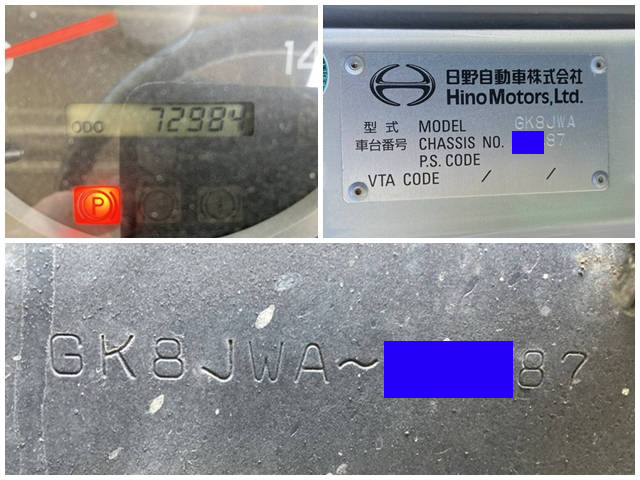 14
ODO 72984
P
日野自動車株式会社
Hino Motors, Ltd.
型式 MODEL GK8JWA
車台番号 CHASSIS NO. 87
P.S. CODE
VTA CODE / /
GK8JWA~ 87